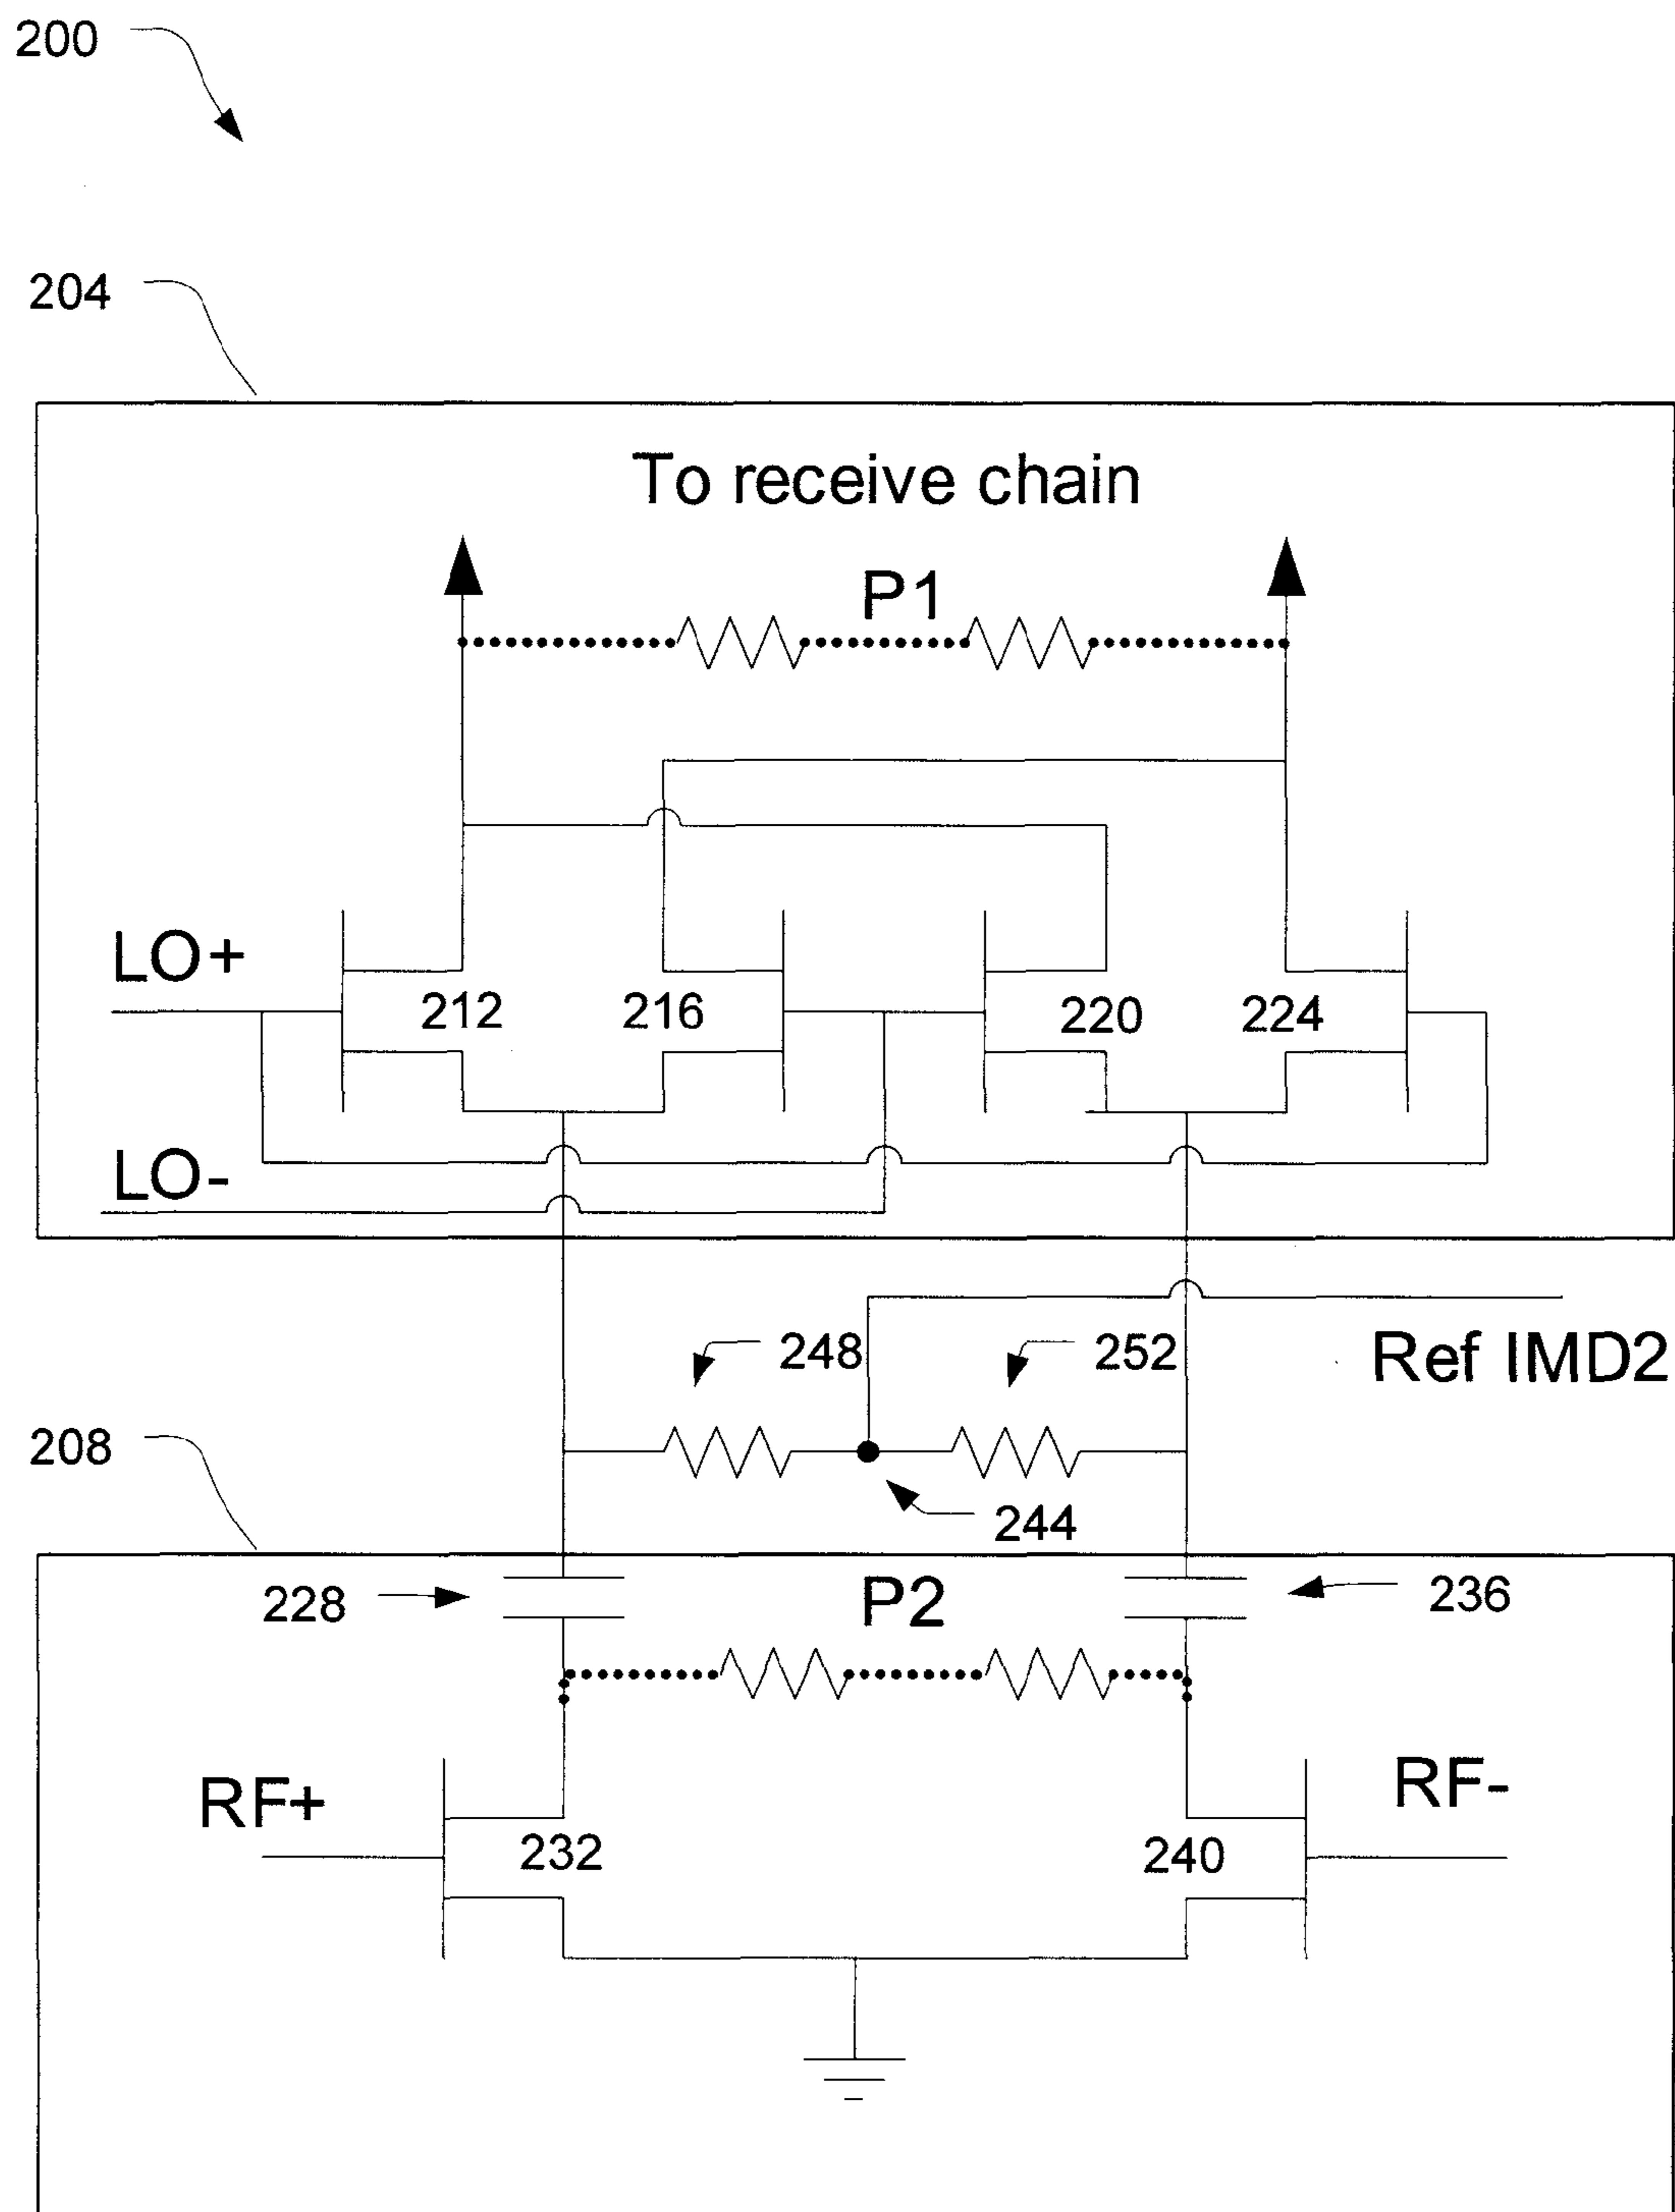 200
204
To receive chain
P1
LO+
212
216
220
224
LO-
248
252
Ref IMD2
208
244
228
P2
236
RF+
RF-
232
240